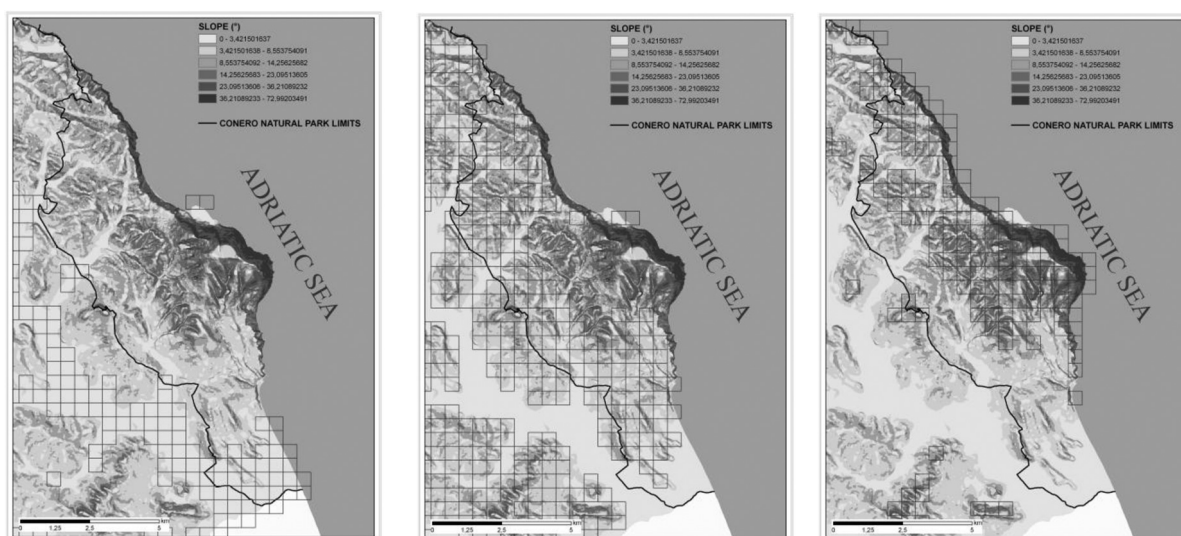 SLOPE (°)
0 - 3,421501637
3,421501638 - 8,553754091
8,553754092 - 14,25625682
14,25625683 - 23,09513605
23,09513606 - 36,21089232
36,21089233 - 72,99203491
CONERO NATURAL PARK LIMITS
ADRIATIC SEA
0 1,25 2,5 5
km
SLOPE (°)
0 - 3,421501637
3,421501638 - 8,553754091
8,553754092 - 14,25625682
14,25625683 - 23,09513605
23,09513606 - 36,21089232
36,21089233 - 72,99203491
CONERO NATURAL PARK LIMITS
ADRIATIC SEA
0 1,25 2,5 5
km
SLOPE (°)
0 - 3,421501637
3,421501638 - 8,553754091
8,553754092 - 14,25625682
14,25625683 - 23,09513605
23,09513606 - 36,21089232
36,21089233 - 72,99203491
CONERO NATURAL PARK LIMITS
ADRIATIC SEA
0 1,25 2,5 5
km